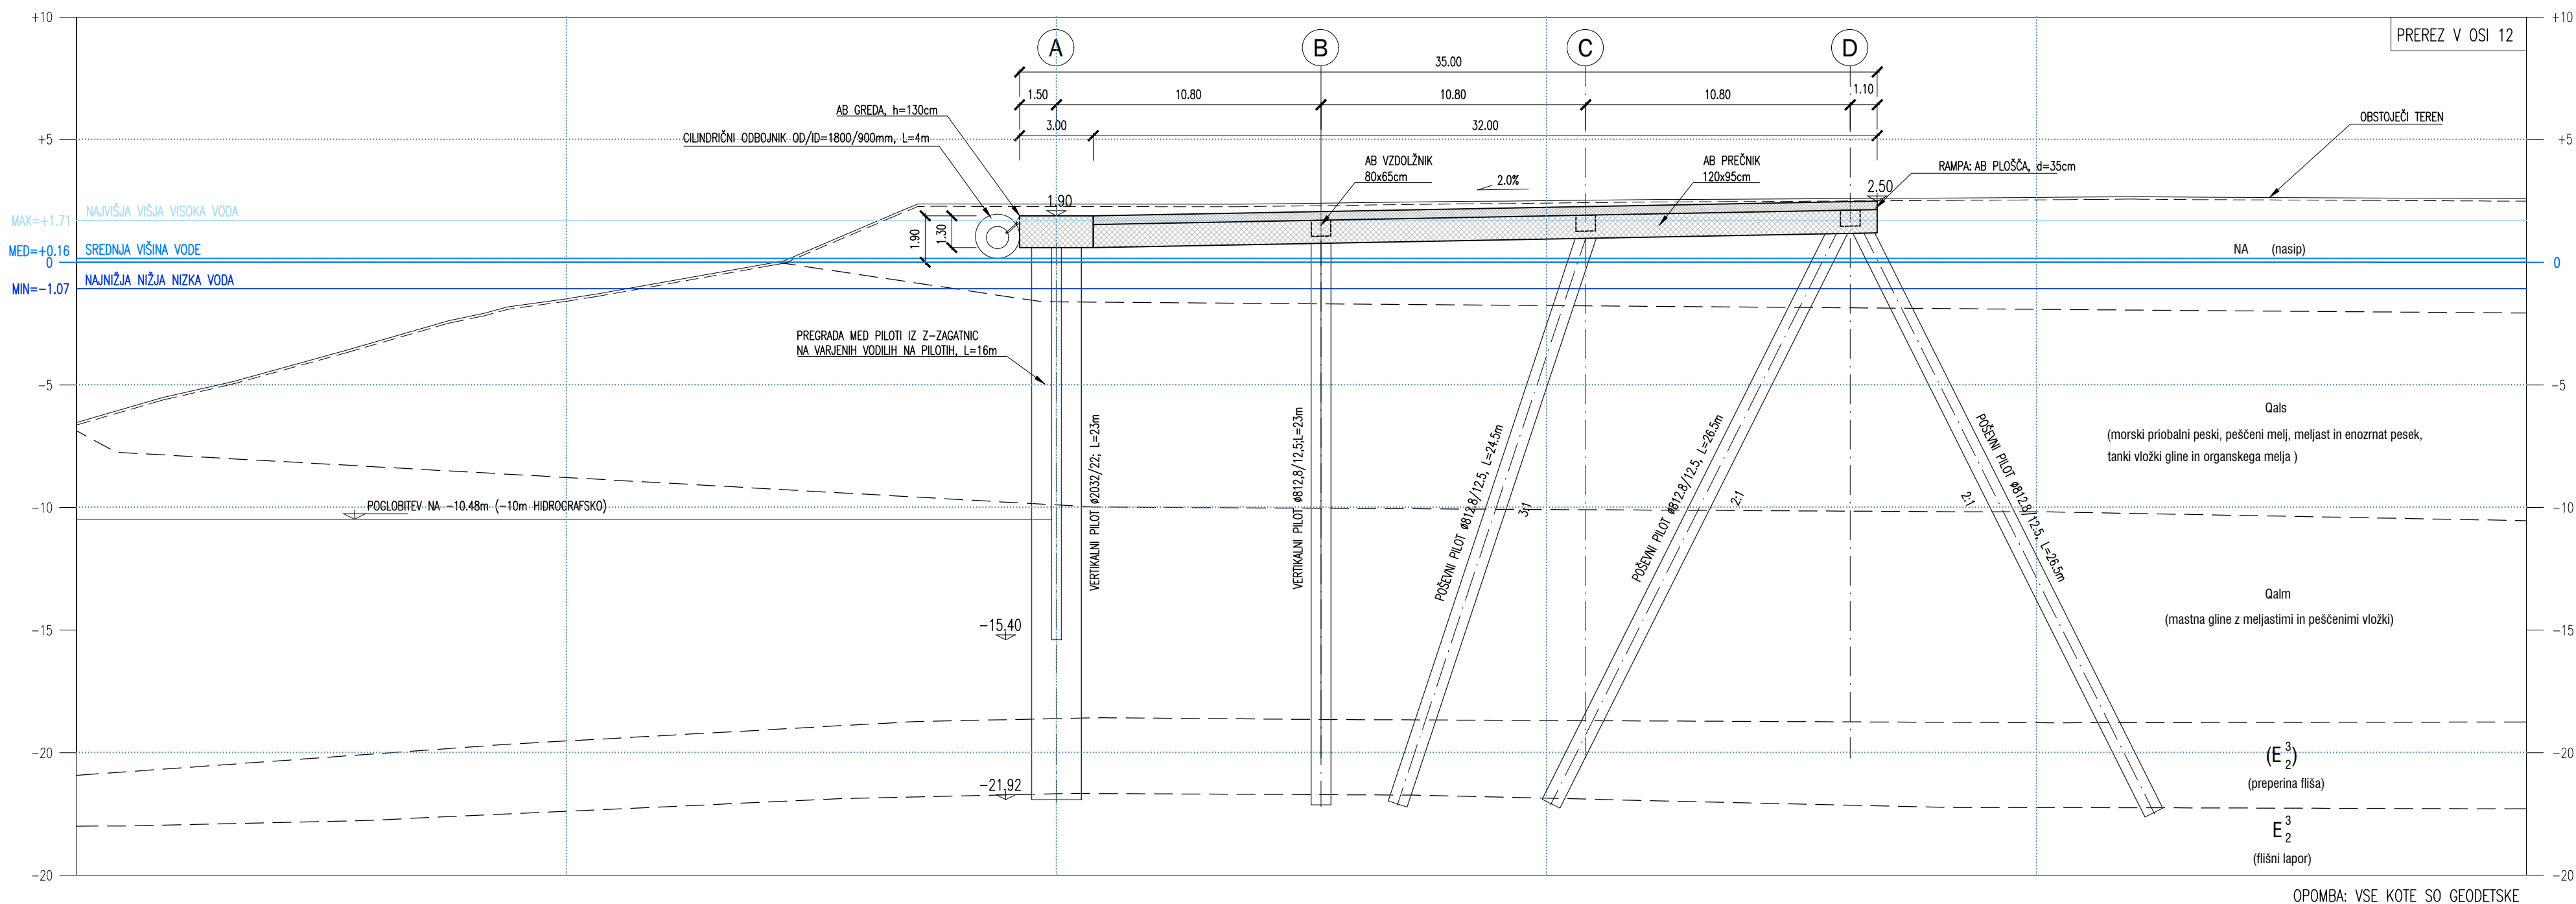 +10
+10
A
B
C
D
PREREZ V OSI 12
35.00
1.50
10.80
10.80
10.80
1.10
AB GREDA, h=130cm
3.00
32.00
OBSTOJEČI TEREN
+5
CILINDRIČNI ODBOJNIK OD/ID=1800/900mm, L=4m
+5
AB VZDOLŽNIK
80x65cm
2.0%
AB PREČNIK
120x95cm
RAMPA: AB PLOŠČA, d=35cm
2.50
1.90
MAX=+1.71
NAJVIŠJA VIŠJA VISOKA VODA
1.90
1.30
MED=+0.16
SREDNJA VIŠINA VODE
NA (nasip)
0
0
MIN=-1.07
NAJNIŽJA NIŽJA NIZKA VODA
PREGRADA MED PILOTI IZ Z-ZAGATNIC
NA VARJENIH VODILIH NA PILOTIH, L=16m
-5
-5
Qals
(morski priobalni peski, peščeni melj, meljast in enozrnat pesek,
tanki vložki gline in organskega melja )
VERTIKALNI PILOT ø2032/22; L=23m
VERTIKALNI PILOT ø812,8/12,5;L=23m
POŠEVNI PILOT ø812.8/12.5, L=24.5m
3:1
POŠEVNI PILOT ø812.8/12.5, L=26.5m
2:1
POŠEVNI PILOT ø812.8/12.5, L=26.5m
2:1
-10
POGLOBITEV NA -10.48m (-10m HIDROGRAFSKO)
-10
Qalm
(mastna gline z meljastimi in peščenimi vložki)
-15
-15.40
-15
-20
-20
(E 3 2)
(preperina fliša)
-21.92
E 3 2
(flišni lapor)
-20
-20
OPOMBA: VSE KOTE SO GEODETSKE